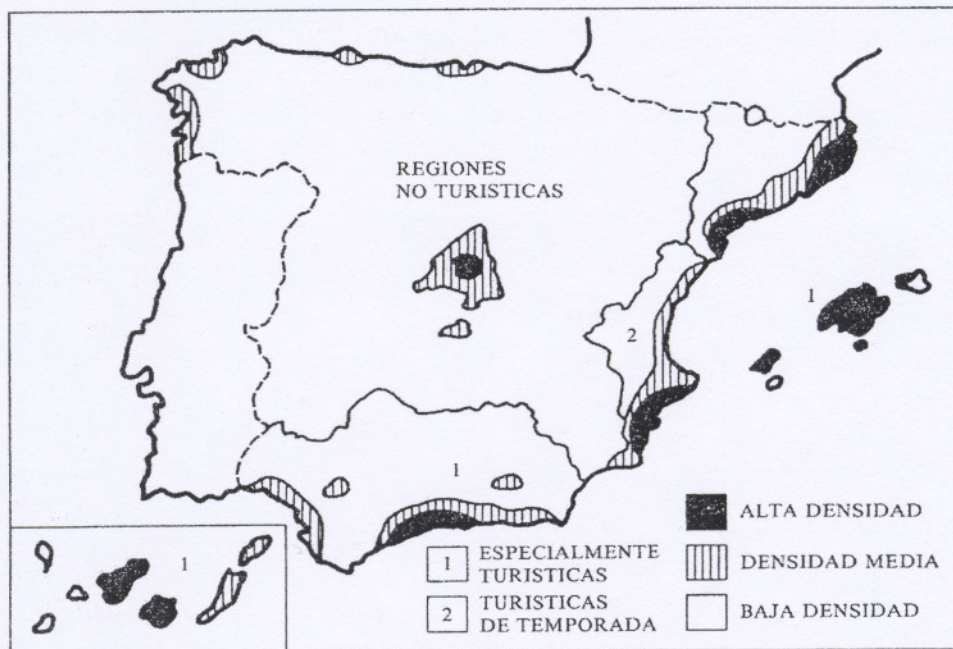 REGIONES
NO TURISTICAS
1
2
1
1
1 ESPECIALMENTE
TURISTICAS
2 TURISTICAS
DE TEMPORADA
ALTA DENSIDAD
DENSIDAD MEDIA
BAJA DENSIDAD